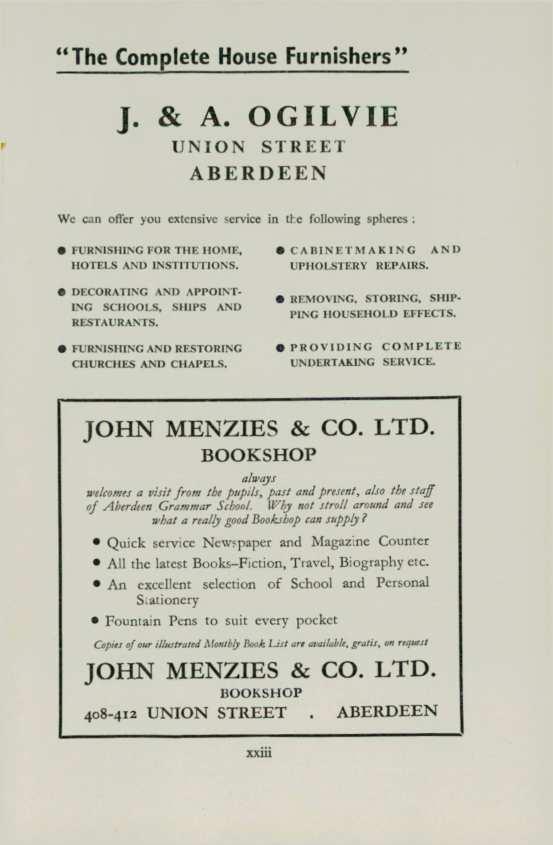 "The Complete House Furnishers"
J. & A. OGILVIE
UNION STREET
ABERDEEN
We can offer you extensive service in the following spheres :
● FURNISHING FOR THE HOME,
HOTELS AND INSTITUTIONS.
● DECORATING AND APPOINT-
ING SCHOOLS, SHIPS AND
RESTAURANTS.
● FURNISHING AND RESTORING
CHURCHES AND CHAPELS.
● CABINETMAKING AND
UPHOLSTERY REPAIRS.
● REMOVING, STORING, SHIP-
PING HOUSEHOLD EFFECTS.
● PROVIDING COMPLETE
UNDERTAKING SERVICE.
JOHN MENZIES & CO. LTD.
BOOKSHOP
always
welcomes a visit from the pupils, past and present, also the staff
of Aberdeen Grammar School. Why not stroll around and see
what a really good Bookshop can supply?
● Quick service Newspaper and Magazine Counter
● All the latest Books–Fiction, Travel, Biography etc.
● An excellent selection of School and Personal
Stationery
● Fountain Pens to suit every pocket
Copies of our illustrated Monthly Book List are available, gratis, on request
JOHN MENZIES & CO. LTD.
BOOKSHOP
408-412 UNION STREET . ABERDEEN
xxiii